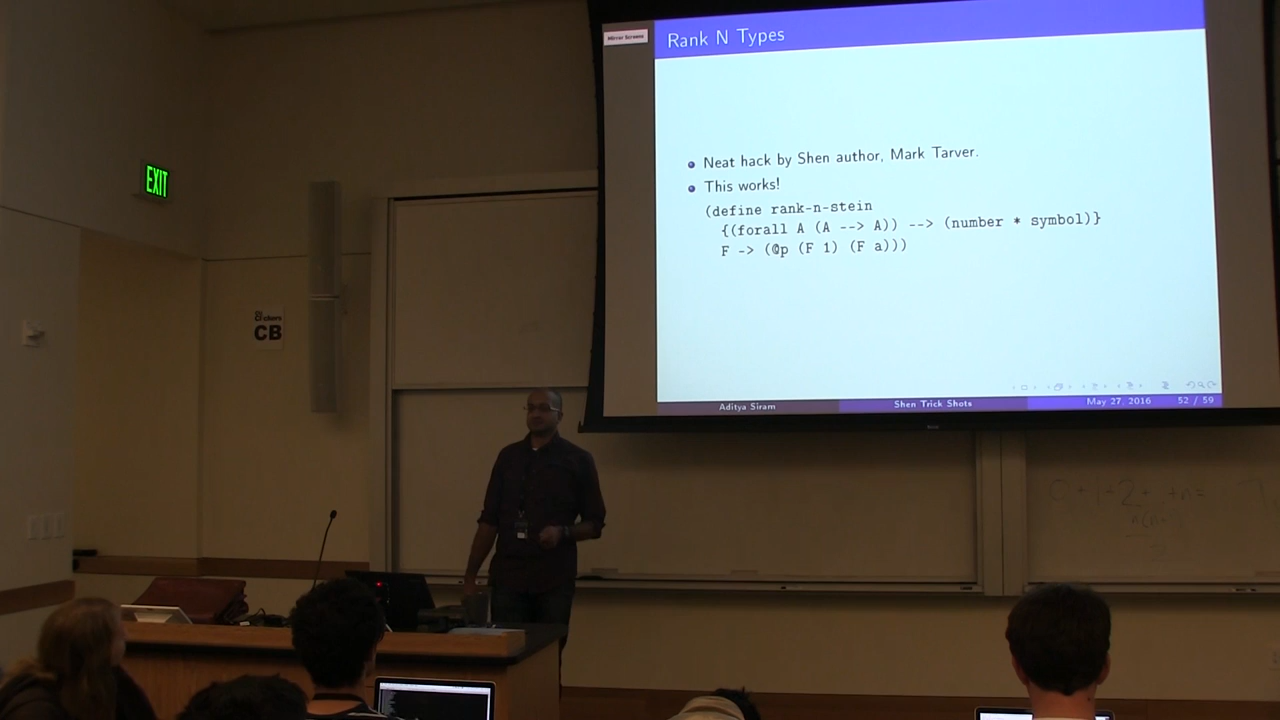 Mirror Screens
Rank N Types
Neat hack by Shen author, Mark Tarver.
This works!
(define rank-n-stein
{(forall A (A --> A)) --> (number * symbol)}
F -> (@p (F 1) (F a)))
Aditya Siram
Shen Trick Shots
May 27, 2016
52 / 59
EXIT
CB